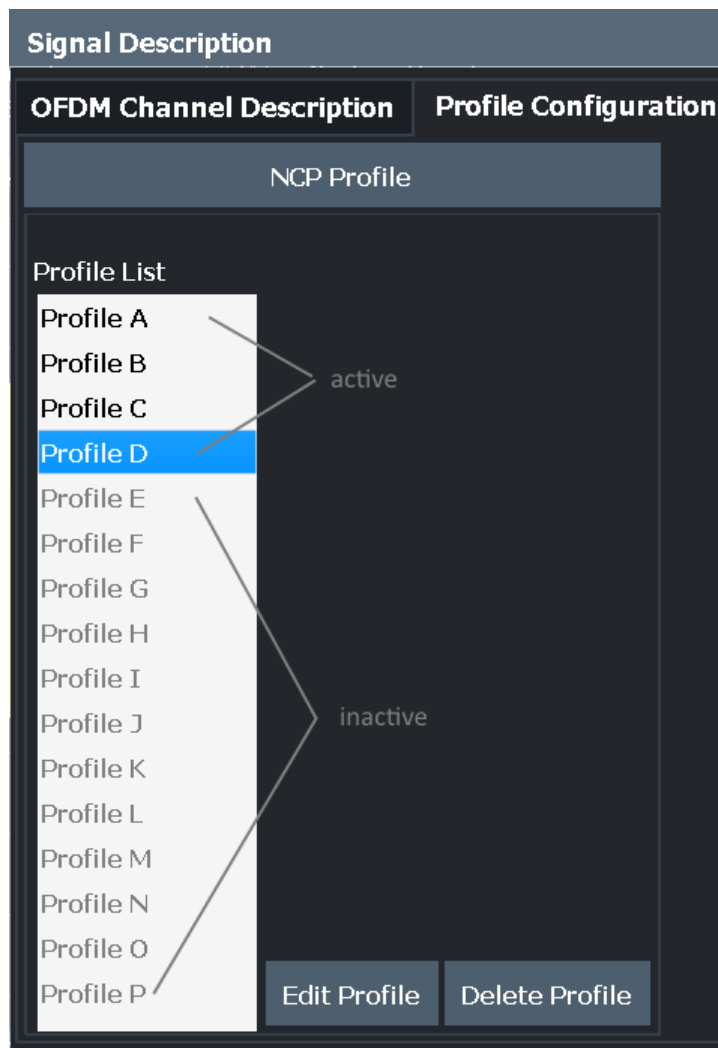 Signal Description
OFDM Channel Description
Profile Configuration
NCP Profile
Profile List
Profile A
Profile B
active
Profile C
Profile D
Profile E
Profile F
Profile G
Profile H
Profile I
inactive
Profile J
Profile K
Profile L
Profile M
Profile N
Profile O
Profile P
Edit Profile
Delete Profile